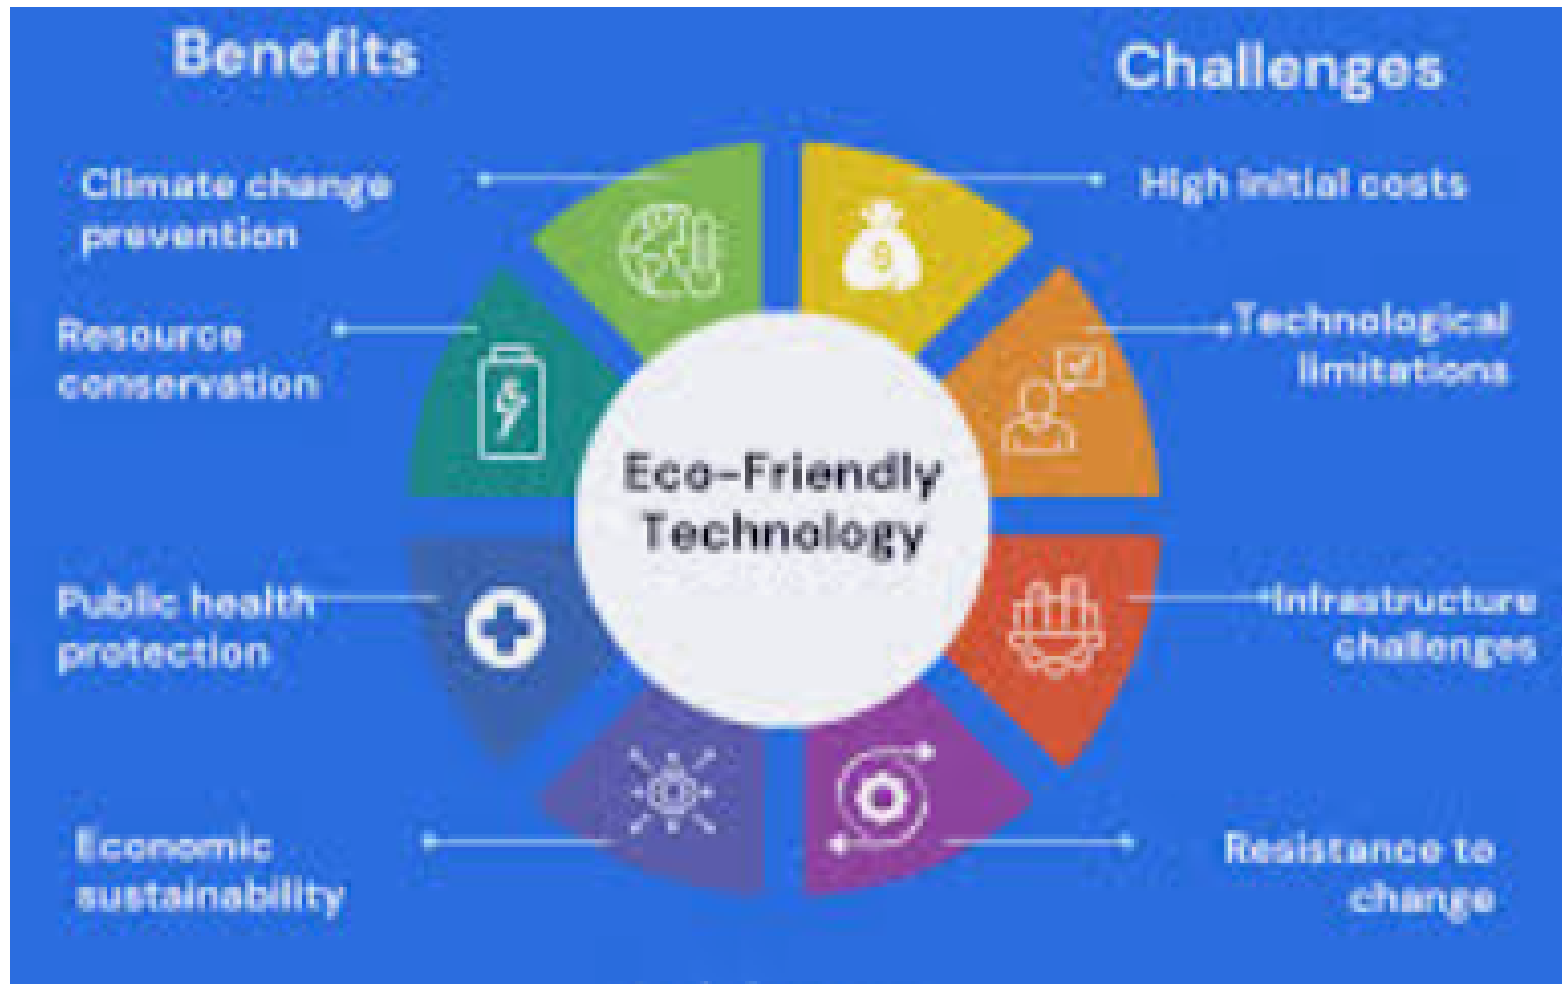 Benefits
Challenges
Climate change
prevention
High initial costs
Resource
conservation
Technological
limitations
Eco-Friendly
Technology
Public health
protection
Infrastructure
challenges
Economic
sustainability
Resistance to
change